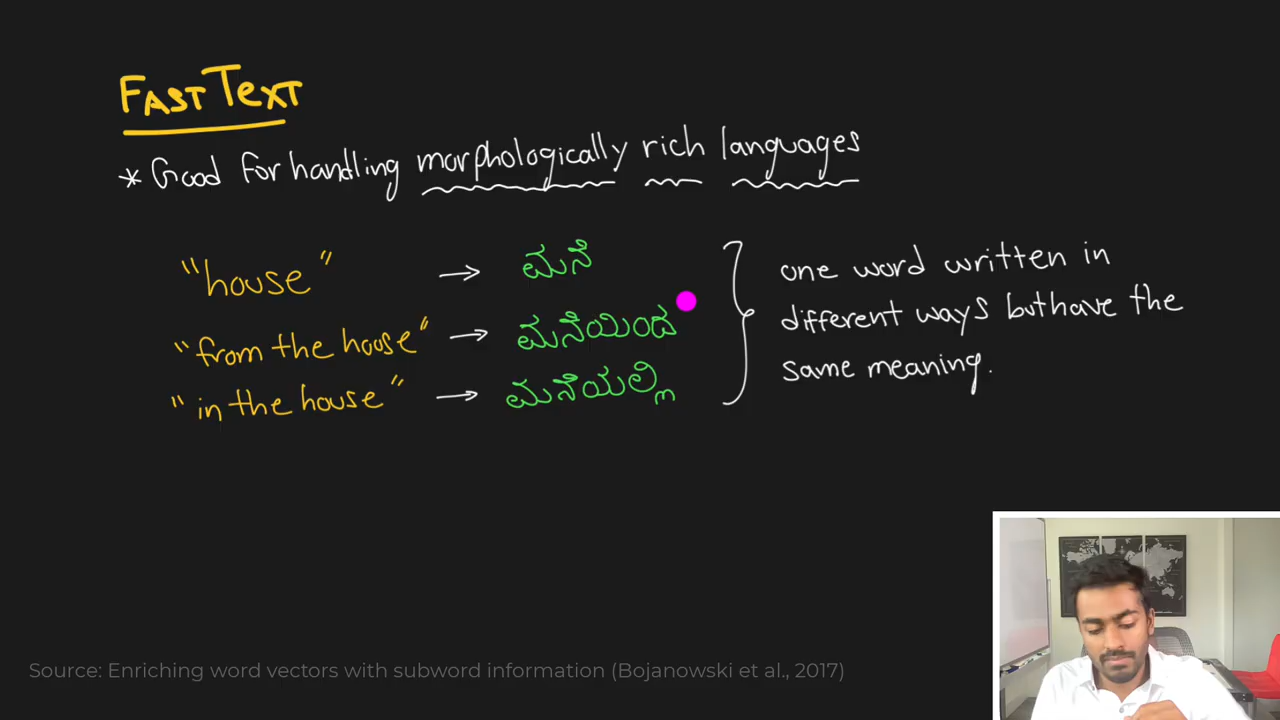 FAST TEXT
* Good for handling morphologically rich languages
"house" → ಮನೆ
"from the house" → ಮನೆಯಿಂದ
"in the house" → ಮನೆಯಲ್ಲಿ
one word written in
different ways but have the
same meaning.
Source: Enriching word vectors with subword information (Bojanowski et al., 2017)